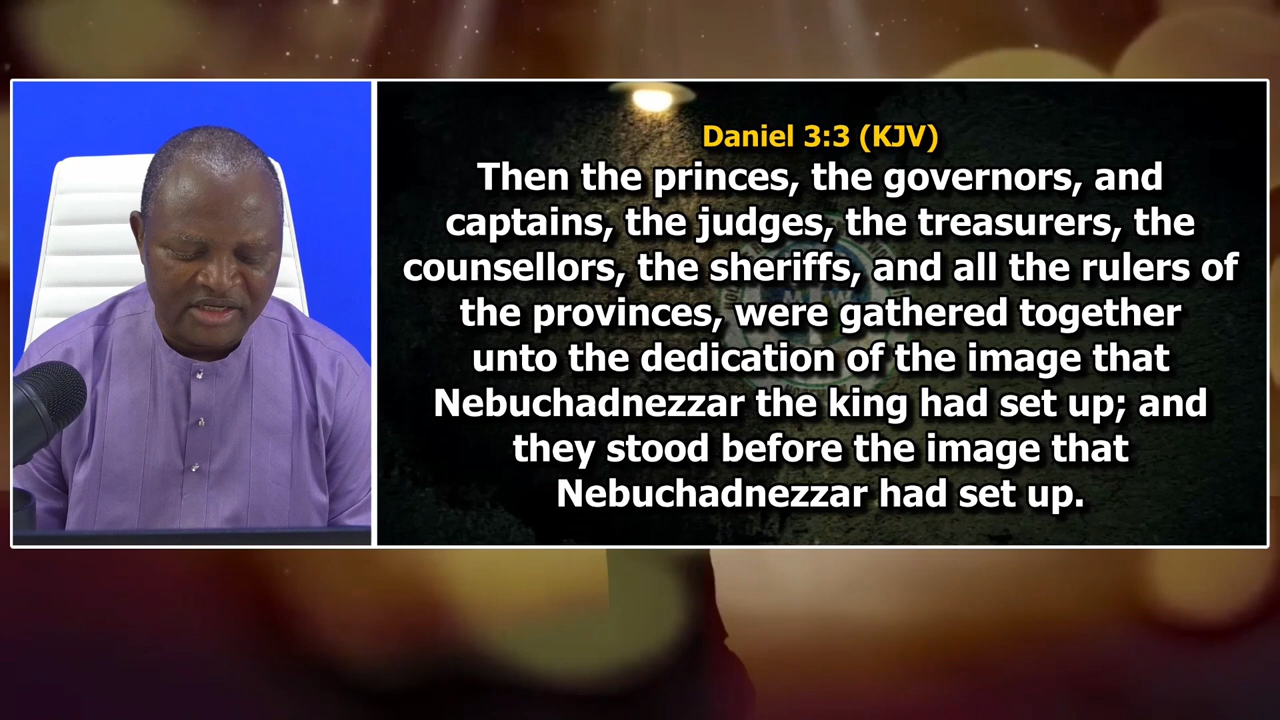 Daniel 3:3 (KJV)
Then the princes, the governors, and
captains, the judges, the treasurers, the
counsellors, the sheriffs, and all the rulers of
the provinces, were gathered together
unto the dedication of the image that
Nebuchadnezzar the king had set up; and
they stood before the image that
Nebuchadnezzar had set up.